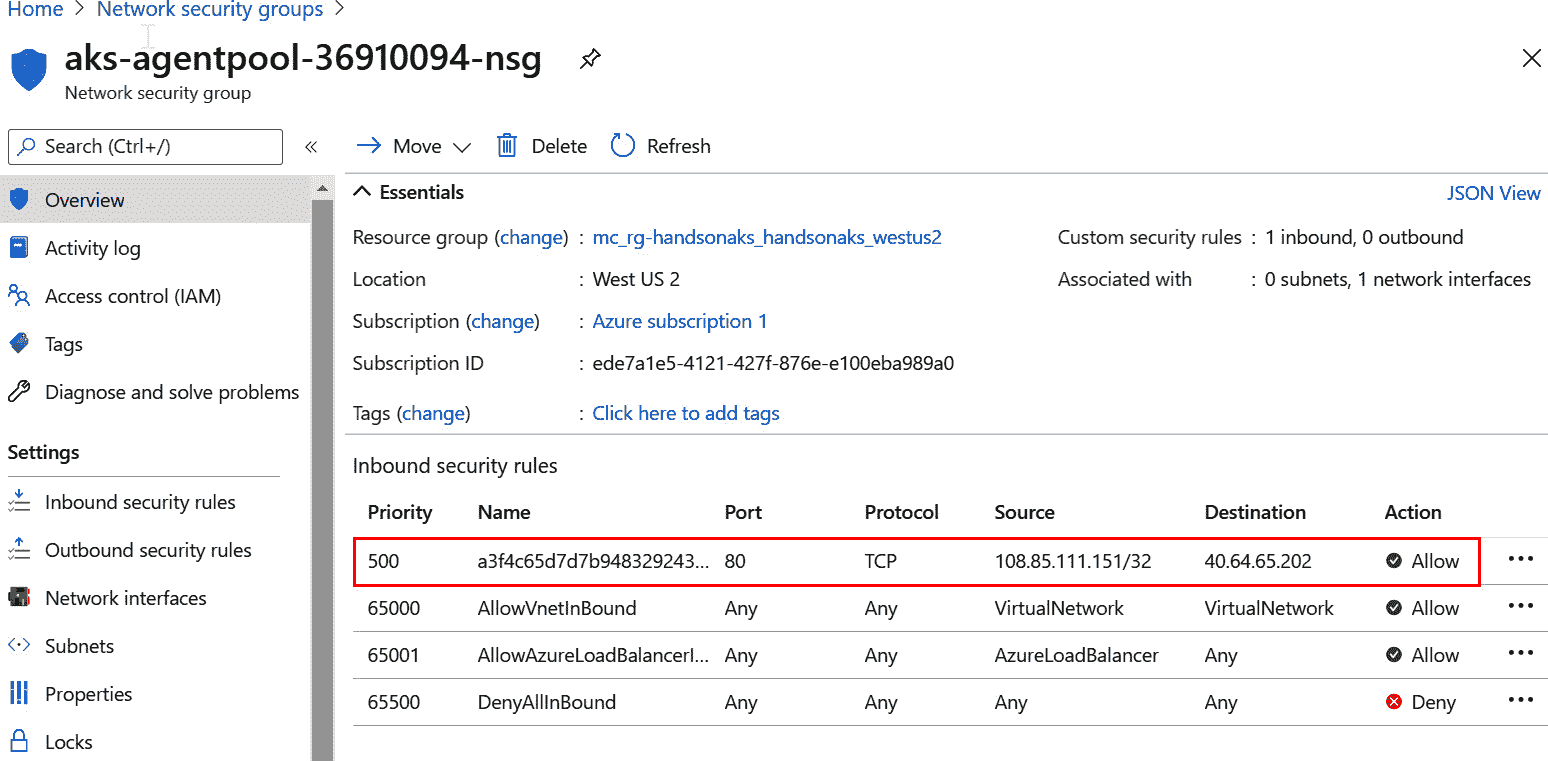 Home > Network security groups >
aks-agentpool-36910094-nsg
Network security group
Search (Ctrl+/)
«
Move
Delete
Refresh
Overview
Activity log
Access control (IAM)
Tags
Diagnose and solve problems
Settings
Inbound security rules
Outbound security rules
Network interfaces
Subnets
Properties
Locks
Essentials
JSON View
Resource group (change) : mc_rg-handsonaks_handsonaks_westus2
Location : West US 2
Subscription (change) : Azure subscription 1
Subscription ID : ede7a1e5-4121-427f-876e-e100eba989a0
Tags (change) : Click here to add tags
Custom security rules : 1 inbound, 0 outbound
Associated with : 0 subnets, 1 network interfaces
Inbound security rules
Priority Name Port Protocol Source Destination Action
500 a3f4c65d7d7b948329243... 80 TCP 108.85.111.151/32 40.64.65.202 Allow ...
65000 AllowVnetInBound Any Any VirtualNetwork VirtualNetwork Allow ...
65001 AllowAzureLoadBalancerI... Any Any AzureLoadBalancer Any Allow ...
65500 DenyAllInBound Any Any Any Any Deny ...